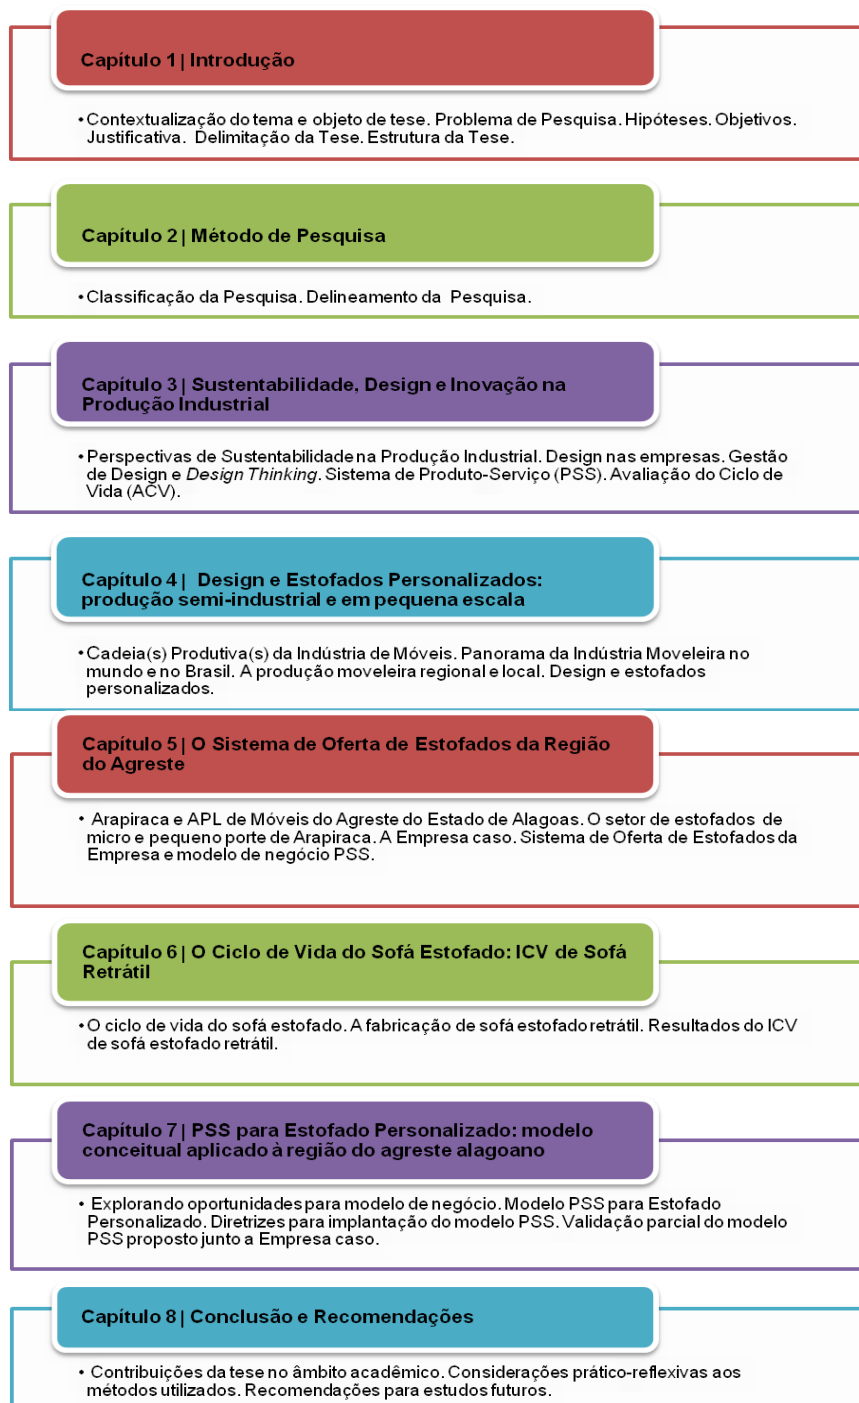 Capítulo 1 | Introdução
• Contextualização do tema e objeto de tese. Problema de Pesquisa. Hipóteses. Objetivos.
Justificativa. Delimitação da Tese. Estrutura da Tese.
Capítulo 2 | Método de Pesquisa
• Classificação da Pesquisa. Delineamento da Pesquisa.
Capítulo 3 | Sustentabilidade, Design e Inovação na
Produção Industrial
• Perspectivas de Sustentabilidade na Produção Industrial. Design nas empresas. Gestão
de Design e Design Thinking. Sistema de Produto-Serviço (PSS). Avaliação do Ciclo de
Vida (ACV).
Capítulo 4 | Design e Estofados Personalizados:
produção semi-industrial e em pequena escala
• Cadeia(s) Produtiva(s) da Indústria de Móveis. Panorama da Indústria Moveleira no
mundo e no Brasil. A produção moveleira regional e local. Design e estofados
personalizados.
Capítulo 5 | O Sistema de Oferta de Estofados da Região
do Agreste
• Arapiraca e APL de Móveis do Agreste do Estado de Alagoas. O setor de estofados de
micro e pequeno porte de Arapiraca. A Empresa caso. Sistema de Oferta de Estofados da
Empresa e modelo de negócio PSS.
Capítulo 6 | O Ciclo de Vida do Sofá Estofado: ICV de Sofá
Retrátil
• O ciclo de vida do sofá estofado. A fabricação de sofá estofado retrátil. Resultados do ICV
de sofá estofado retrátil.
Capítulo 7 | PSS para Estofado Personalizado: modelo
conceitual aplicado à região do agreste alagoano
• Explorando oportunidades para modelo de negócio. Modelo PSS para Estofado
Personalizado. Diretrizes para implantação do modelo PSS. Validação parcial do modelo
PSS proposto junto a Empresa caso.
Capítulo 8 | Conclusão e Recomendações
• Contribuições da tese no âmbito acadêmico. Considerações prático-reflexivas aos
métodos utilizados. Recomendações para estudos futuros.